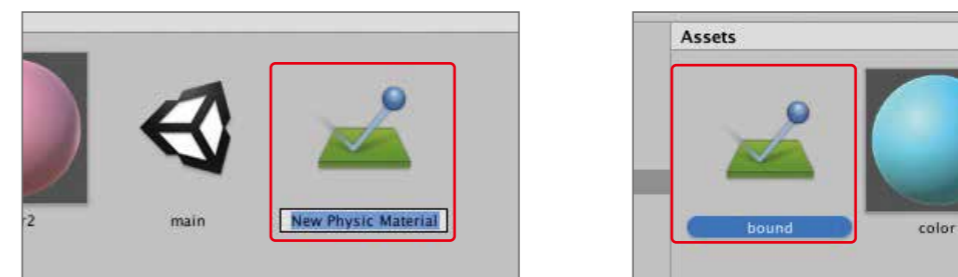 r2
main
New Physic Material
Assets
bound
color